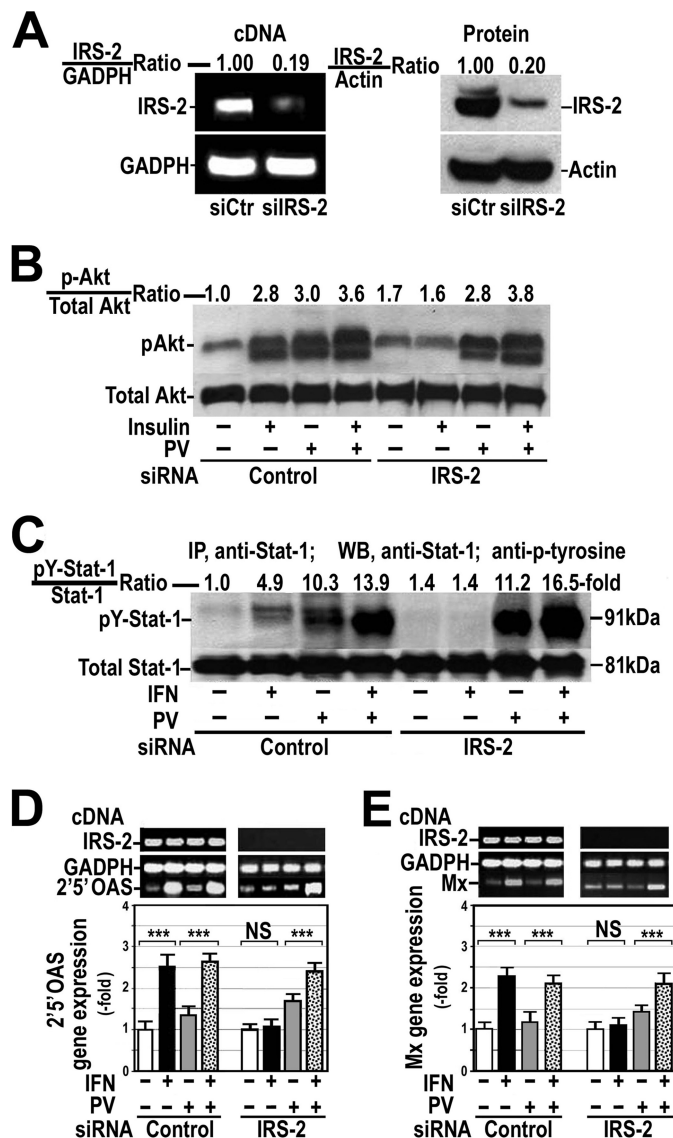 A
cDNA
Protein
IRS-2
GADPH
Ratio
1.00 0.19
IRS-2
Actin
Ratio
1.00 0.20
IRS-2
IRS-2
GADPH
Actin
siCtr siIRS-2
siCtr siIRS-2
B
p-Akt
Total Akt
Ratio
1.0 2.8 3.0 3.6 1.7 1.6 2.8 3.8
pAkt
Total Akt
Insulin – + – + – + – +
PV – – + + – – + +
siRNA Control IRS-2
C
IP, anti-Stat-1; WB, anti-Stat-1; anti-p-tyrosine
pY-Stat-1
Stat-1
Ratio
1.0 4.9 10.3 13.9 1.4 1.4 11.2 16.5-fold
pY-Stat-1 91kDa
Total Stat-1 81kDa
IFN – + – + – + – +
PV – – + + – – + +
siRNA Control IRS-2
D
cDNA
IRS-2
GADPH
2'5'OAS
2'5'OAS gene expression (-fold)
4
3
2
1
0
*** *** NS ***
IFN – + – + – + – +
PV – – + + – – + +
siRNA Control IRS-2
E
cDNA
IRS-2
GADPH
Mx
Mx gene expression (-fold)
4
3
2
1
0
*** *** NS ***
IFN – + – + – + – +
PV – – + + – – + +
siRNA Control IRS-2